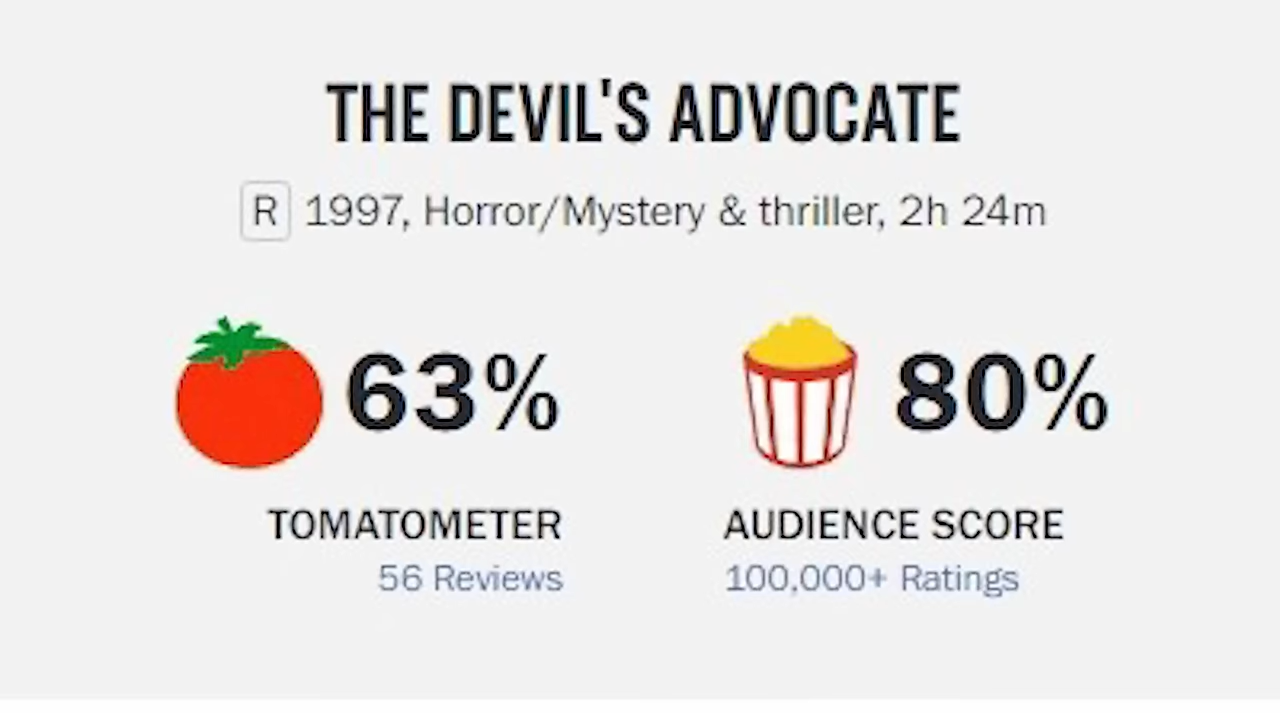 THE DEVIL'S ADVOCATE
R 1997, Horror/Mystery & thriller, 2h 24m
63% 80%
TOMATOMETER AUDIENCE SCORE
56 Reviews 100,000+ Ratings